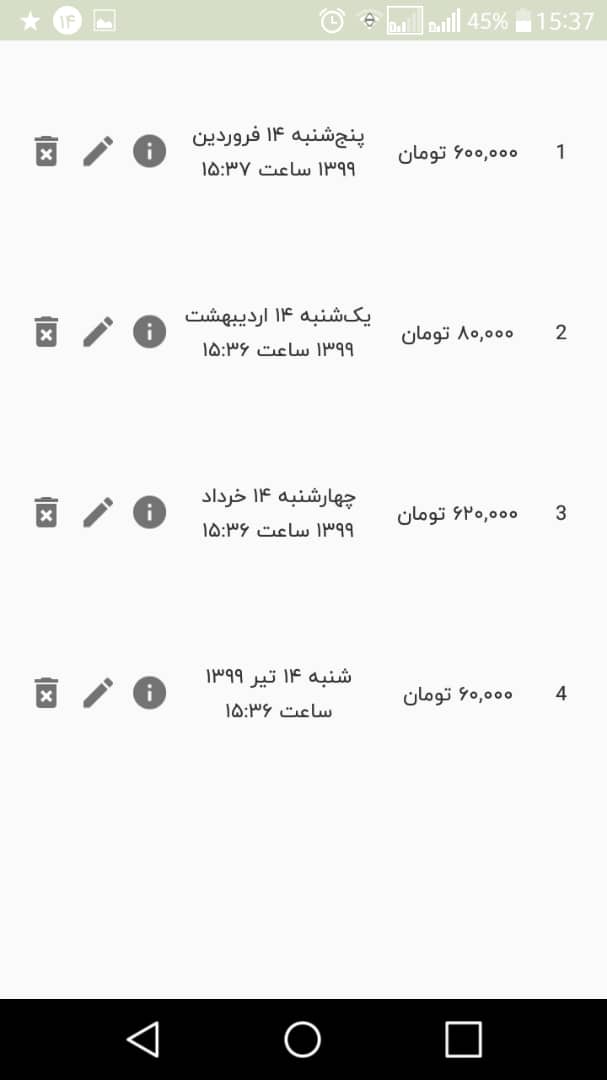 ۱۴ 45% 15:37
1 ۶۰۰,۰۰۰ تومان پنج‌شنبه ۱۴ فروردین
۱۳۹۹ ساعت ۱۵:۳۷
2 ۸۰,۰۰۰ تومان یک‌شنبه ۱۴ اردیبهشت
۱۳۹۹ ساعت ۱۵:۳۶
3 ۶۲۰,۰۰۰ تومان چهارشنبه ۱۴ خرداد
۱۳۹۹ ساعت ۱۵:۳۶
4 ۶۰,۰۰۰ تومان شنبه ۱۴ تیر ۱۳۹۹
ساعت ۱۵:۳۶